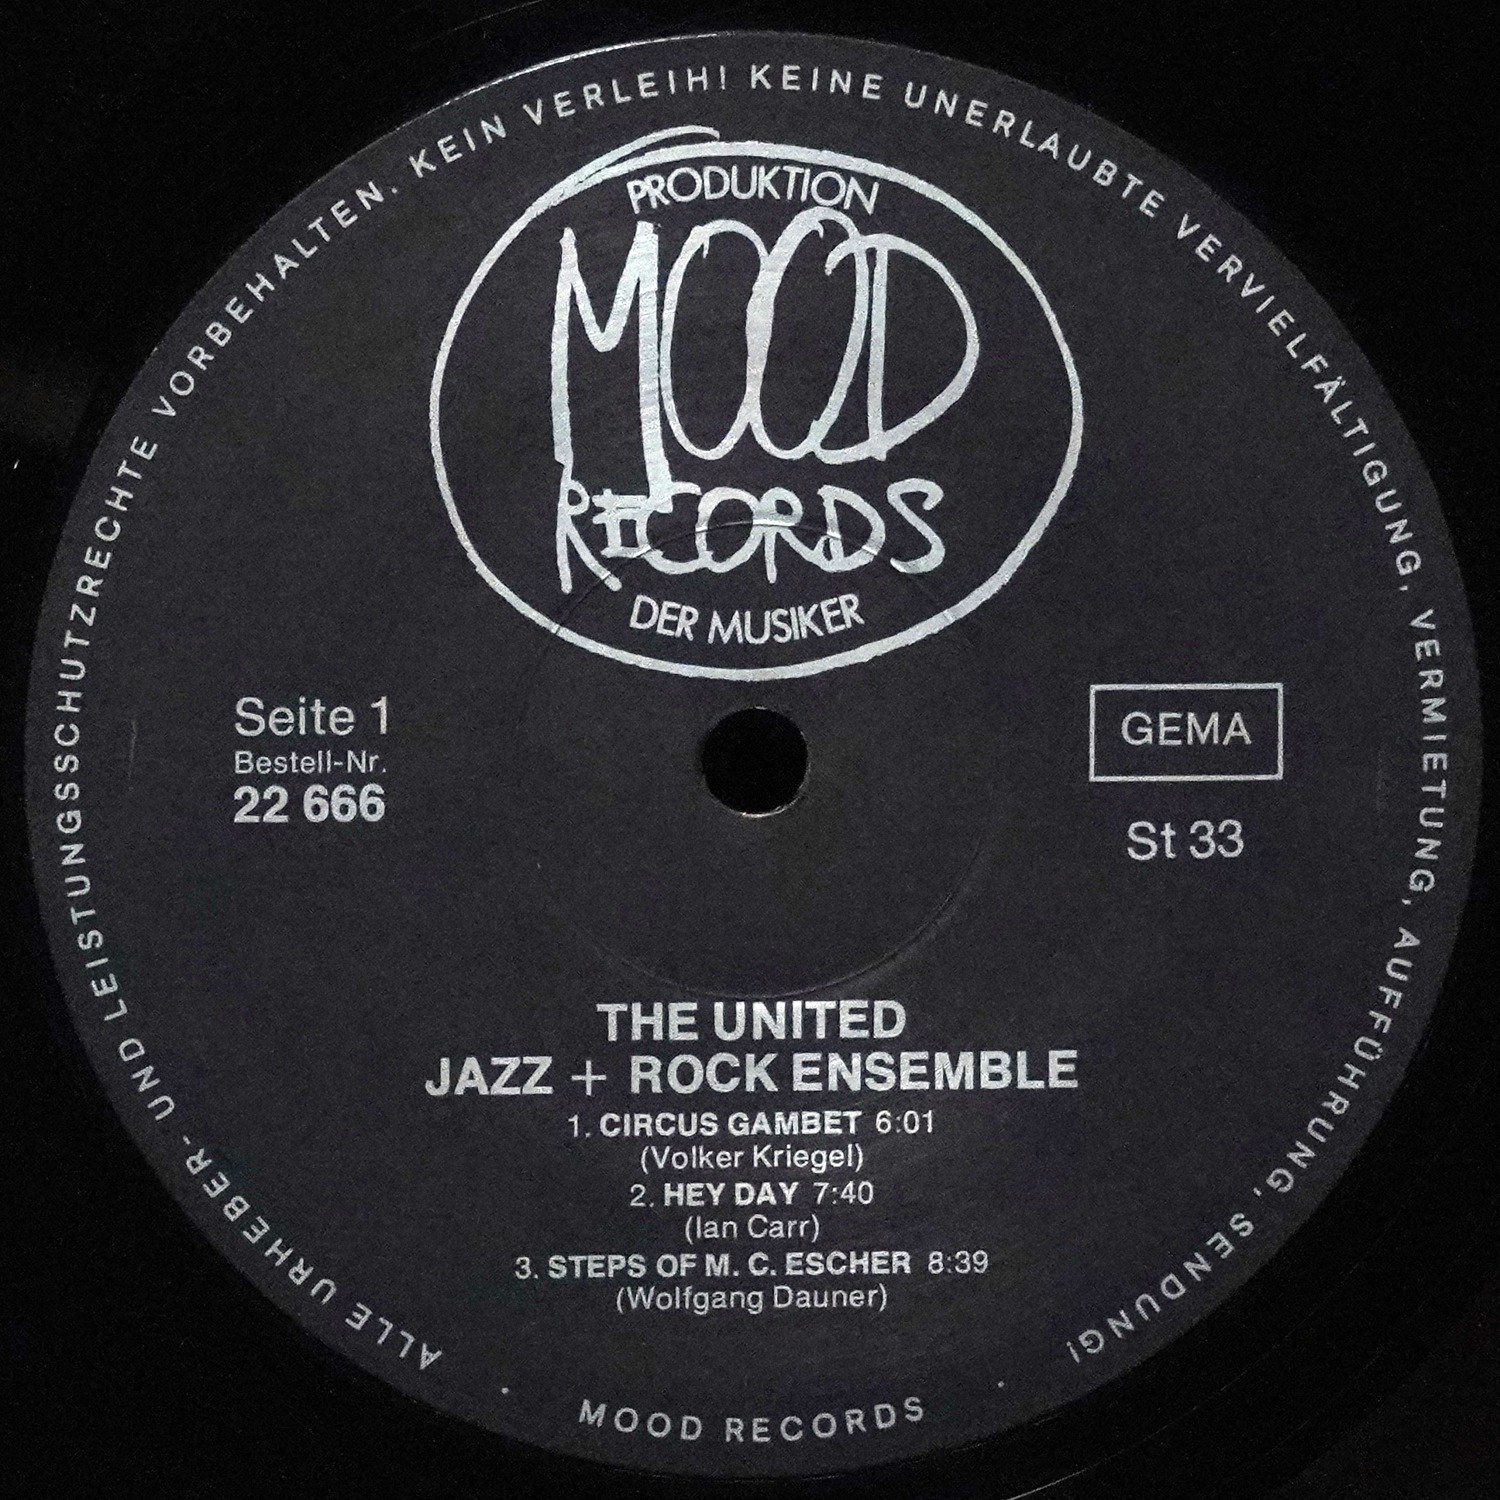 ALLE URHEBER- UND LEISTUNGSSCHUTZRECHTE VORBEHALTEN. KEIN VERLEIH! KEINE UNERLAUBTE VERVIELFÄLTIGUNG, VERMIETUNG, AUFFÜHRUNG, SENDUNG!
PRODUKTION
MOOD
RECORDS
DER MUSIKER
Seite 1
Bestell-Nr.
22 666
GEMA
St 33
THE UNITED
JAZZ + ROCK ENSEMBLE
1. CIRCUS GAMBET 6:01
(Volker Kriegel)
2. HEY DAY 7:40
(Ian Carr)
3. STEPS OF M. C. ESCHER 8:39
(Wolfgang Dauner)
· MOOD RECORDS ·